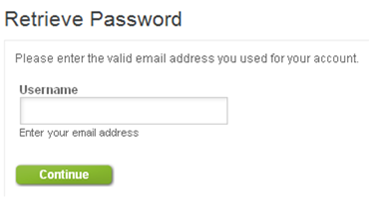 Retrieve Password
Please enter the valid email address you used for your account.
Username
Enter your email address
Continue